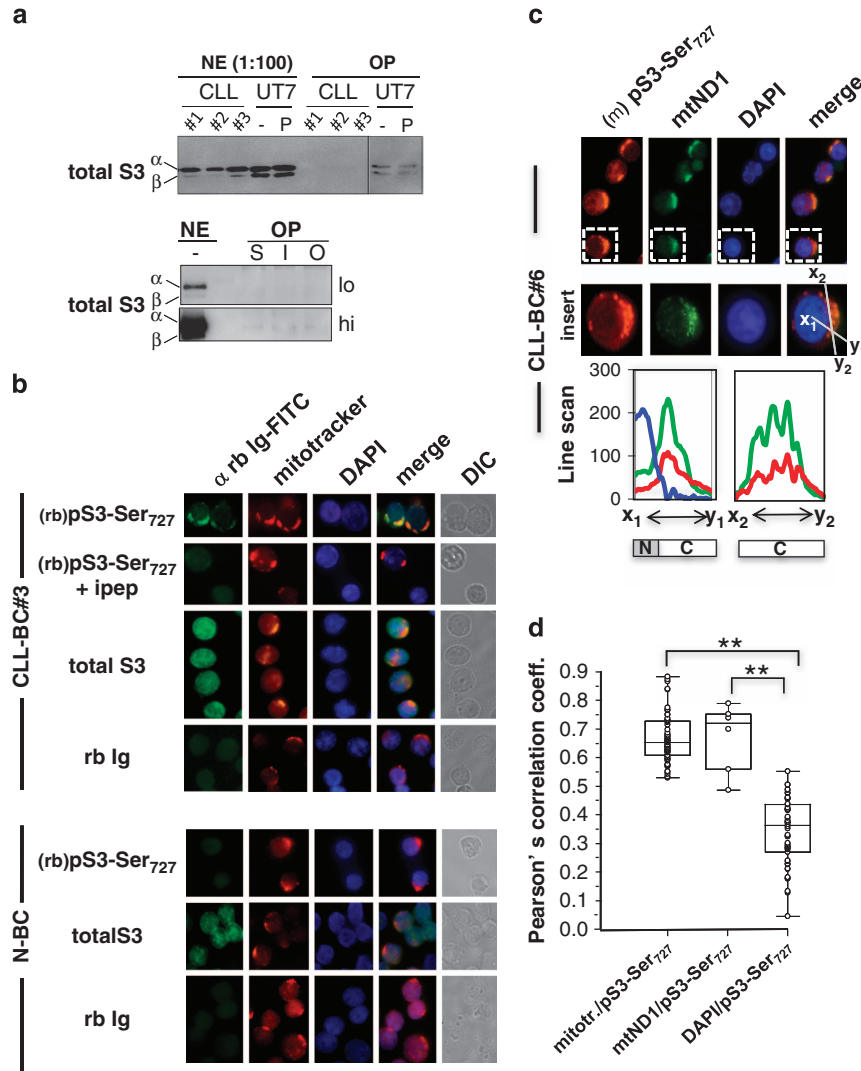 a
NE (1:100) OP
CLL UT7 CLL UT7
#1 #2 #3 - P #1 #2 #3 - P
total S3 α
β
NE OP
- S I O
total S3 α lo
β
α hi
β
b
α rb Ig-FITC mitotracker DAPI merge DIC
CLL-BC#3
(rb)pS3-Ser727
(rb)pS3-Ser727
+ ipep
total S3
rb Ig
N-BC
(rb)pS3-Ser727
totalS3
rb Ig
c
(m) pS3-Ser727 mtND1 DAPI merge
CLL-BC#6
insert
x2
x1 y
y2
Line scan
300
200
100
0
x1 y1 x2 y2
N C C
d
** 
**
Pearson' s correlation coeff.
0.9
0.8
0.7
0.6
0.5
0.4
0.3
0.2
0.1
0.0
mitotr./pS3-Ser727
mtND1/pS3-Ser727
DAPI/pS3-Ser727